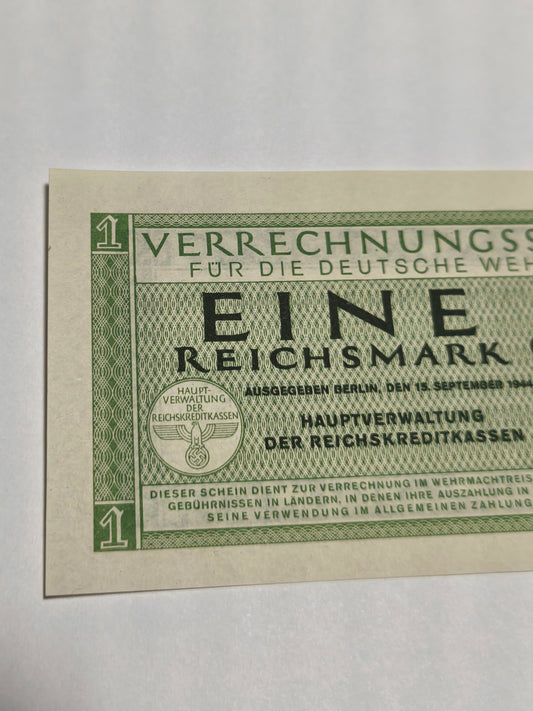 1
VERRECHNUNGSS
FÜR DIE DEUTSCHE WEH
EINE
REICHSMARK
AUSGEGEBEN BERLIN, DEN 15. SEPTEMBER 1944
HAUPT-
VERWALTUNG
DER
REICHSKREDITKASSEN
HAUPTVERWALTUNG
DER REICHSKREDITKASSEN
DIESER SCHEIN DIENT ZUR VERRECHNUNG IM WEHRMACHTREIS
GEBÜHRNISSEN IN LÄNDERN, IN DENEN IHRE AUSZAHLUNG IN
SEINE VERWENDUNG IM ALLGEMEINEN ZAHLUNG
1